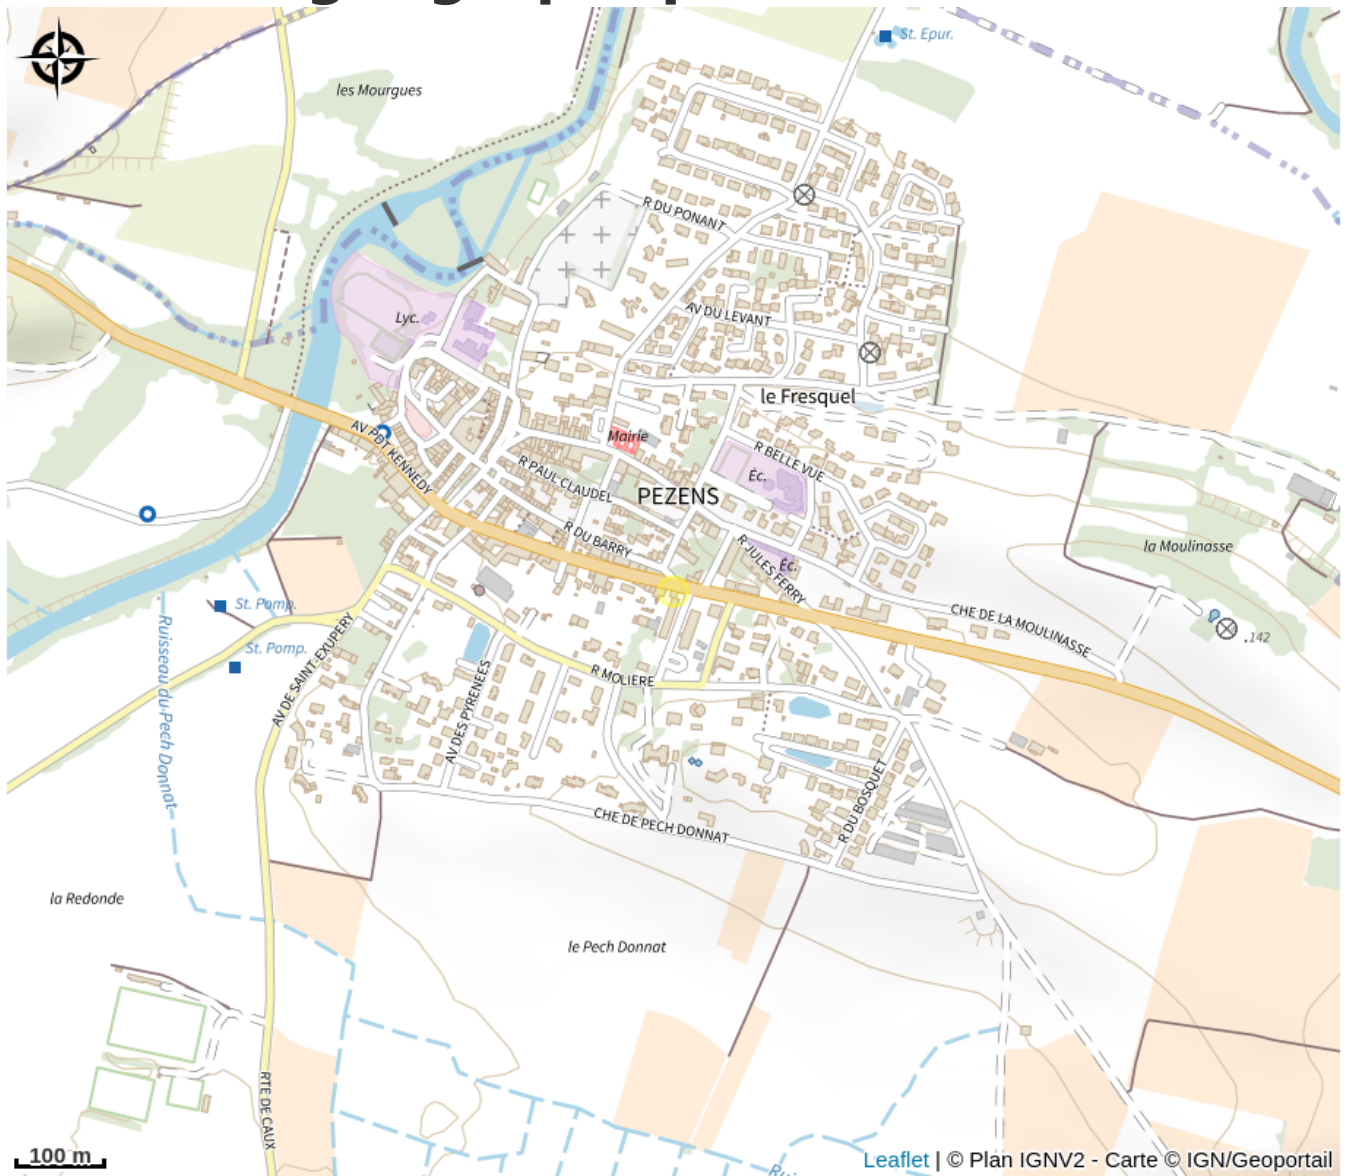 St. Epur.
les Mourgues
R DU PONANT
Lyc.
AV DU LEVANT
le Fresquel
AV PDT KENNEDY
Mairie
R BELLE VUE
R PAUL CLAUDEL
Éc.
PEZENS
R DU BARRY
R JULES FERRY
Éc.
la Moulinasse
St. Pomp.
CHE DE LA MOULINASSE
.142
St. Pomp.
Ruisseau du Pech Donnat
AV DE SAINT-EXUPERY
R MOLIERE
AV DES PYRENEES
R DU BOSQUET
CHE DE PECH DONNAT
la Redonde
le Pech Donnat
RTE DE CAUX
100 m
Leaflet | © Plan IGNV2 - Carte © IGN/Geoportail